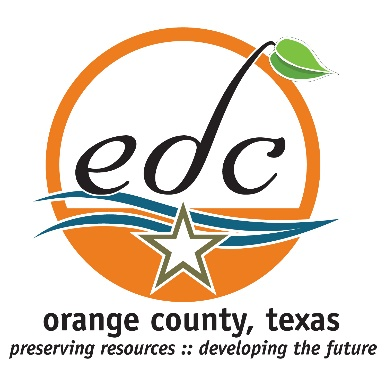 edc
orange county, texas
preserving resources :: developing the future